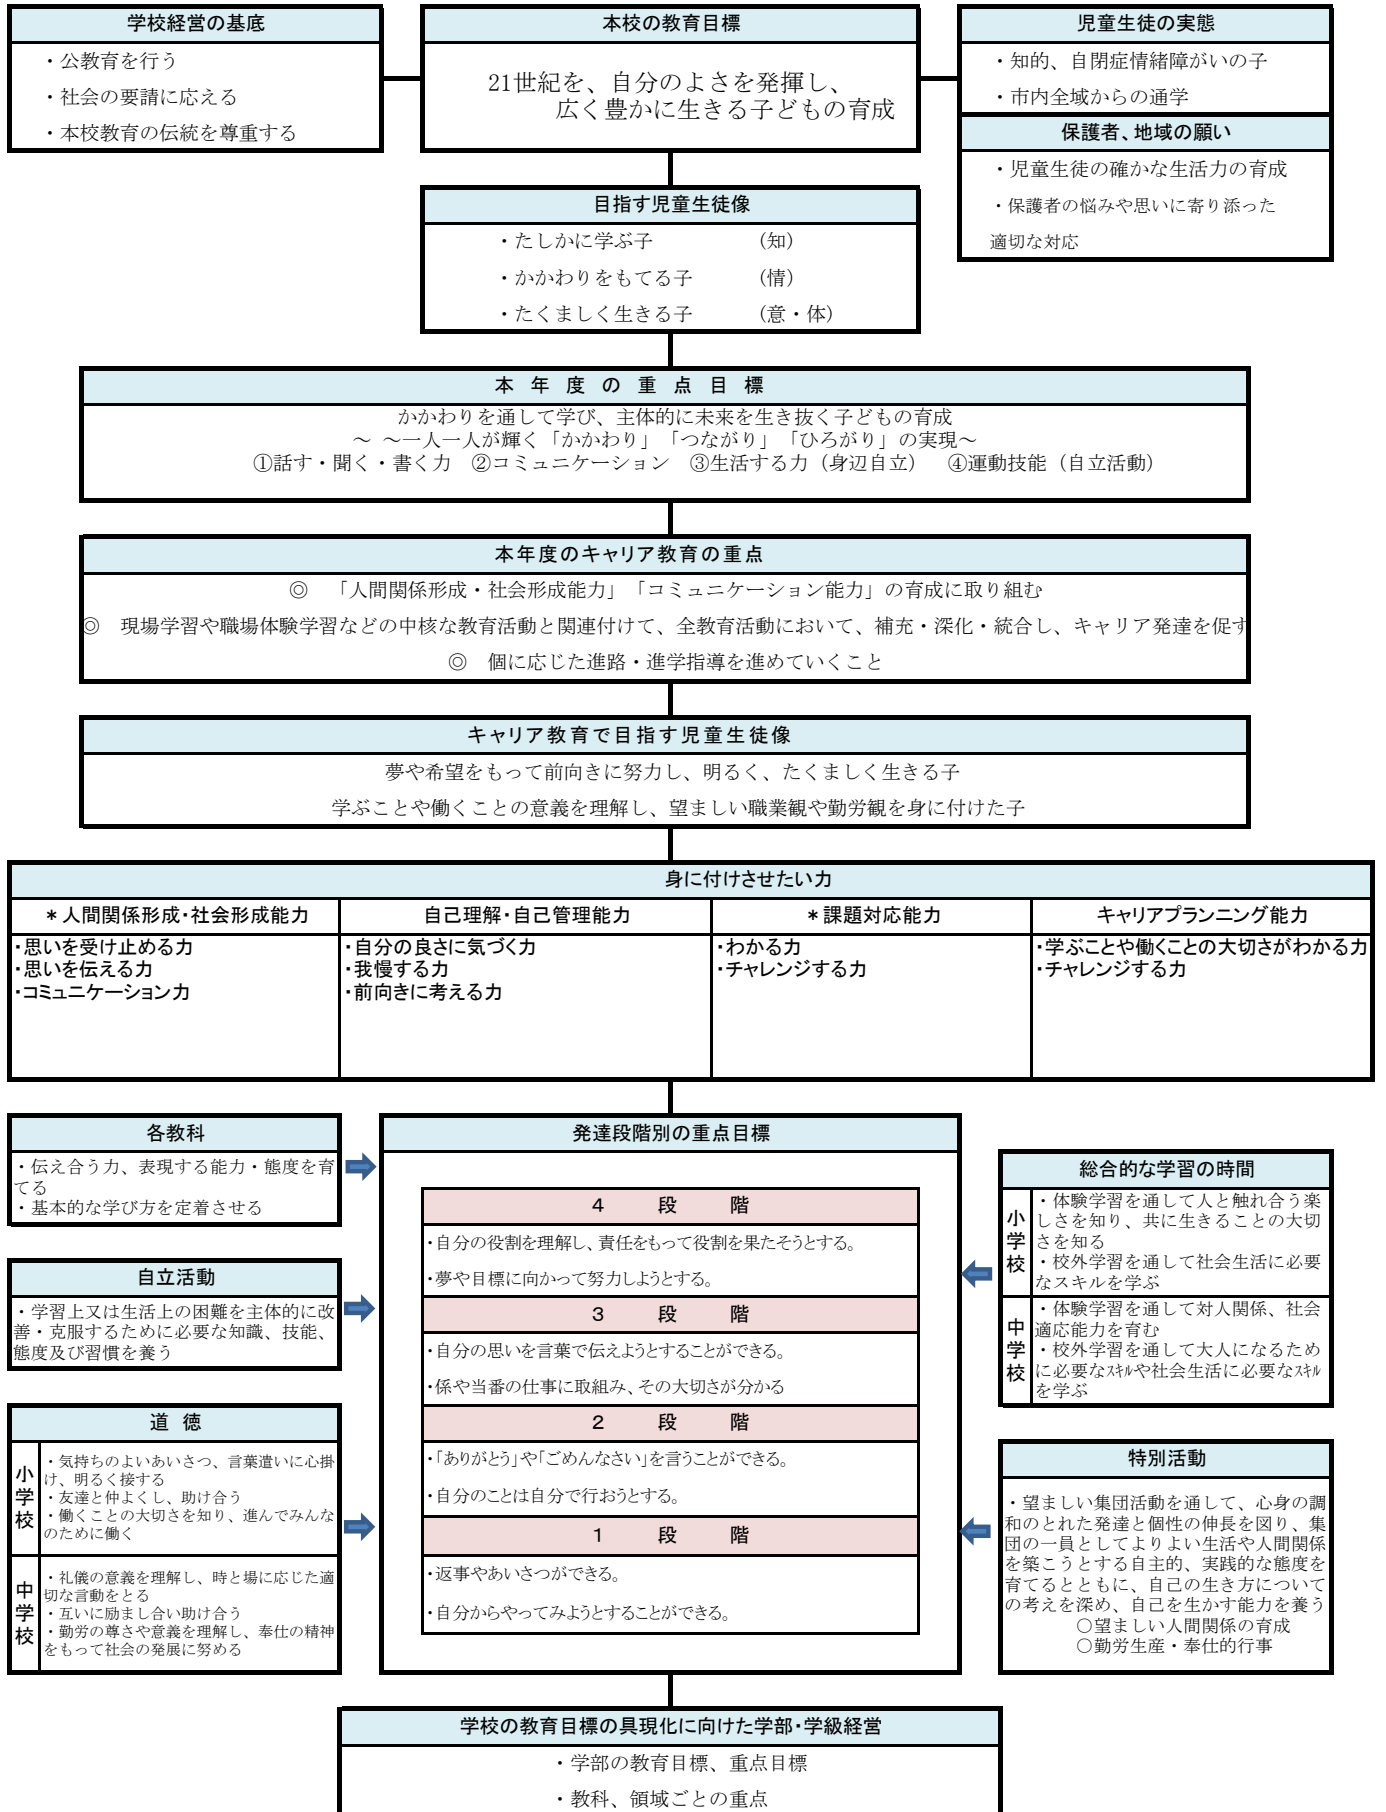 学校経営の基底
・公教育を行う
・社会の要請に応える
・本校教育の伝統を尊重する
本校の教育目標
21世紀を、自分のよさを発揮し、
広く豊かに生きる子どもの育成
児童生徒の実態
・知的、自閉症情緒障がいの子
・市内全域からの通学
保護者、地域の願い
・児童生徒の確かな生活力の育成
・保護者の悩みや思いに寄り添った
適切な対応
目指す児童生徒像
・たしかに学ぶ子 （知）
・かかわりをもてる子 （情）
・たくましく生きる子 （意・体）
本 年 度 の 重 点 目 標
かかわりを通して学び、主体的に未来を生き抜く子どもの育成
～ ～一人一人が輝く「かかわり」「つながり」「ひろがり」の実現～
①話す・聞く・書く力 ②コミュニケーション ③生活する力（身辺自立） ④運動技能（自立活動）
本年度のキャリア教育の重点
◎ 「人間関係形成・社会形成能力」「コミュニケーション能力」の育成に取り組む
◎ 現場学習や職場体験学習などの中核な教育活動と関連付けて、全教育活動において、補充・深化・統合し、キャリア発達を促す
◎ 個に応じた進路・進学指導を進めていくこと
キャリア教育で目指す児童生徒像
夢や希望をもって前向きに努力し、明るく、たくましく生きる子
学ぶことや働くことの意義を理解し、望ましい職業観や勤労観を身に付けた子
身に付けさせたい力
＊人間関係形成・社会形成能力
・思いを受け止める力
・思いを伝える力
・コミュニケーション力
自己理解・自己管理能力
・自分の良さに気づく力
・我慢する力
・前向きに考える力
＊課題対応能力
・わかる力
・チャレンジする力
キャリアプランニング能力
・学ぶことや働くことの大切さがわかる力
・チャレンジする力
各教科
・伝え合う力、表現する能力・態度を育
てる
・基本的な学び方を定着させる
自立活動
・学習上又は生活上の困難を主体的に改
善・克服するために必要な知識、技能、
態度及び習慣を養う
道 徳
小学校
・気持ちのよいあいさつ、言葉遣いに心掛
け、明るく接する
・友達と仲よくし、助け合う
・働くことの大切さを知り、進んでみんな
のために働く
中学校
・礼儀の意義を理解し、時と場に応じた適
切な言動をとる
・互いに励まし合い助け合う
・勤労の尊さや意義を理解し、奉仕の精神
をもって社会の発展に努める
発達段階別の重点目標
４ 段 階
・自分の役割を理解し、責任をもって役割を果たそうとする。
・夢や目標に向かって努力しようとする。
３ 段 階
・自分の思いを言葉で伝えようとすることができる。
・係や当番の仕事に取組み、その大切さが分かる
２ 段 階
・「ありがとう」や「ごめんなさい」を言うことができる。
・自分のことは自分で行おうとする。
１ 段 階
・返事やあいさつができる。
・自分からやってみようとすることができる。
総合的な学習の時間
小学校
・体験学習を通して人と触れ合う楽
しさを知り、共に生きることの大切
さを知る
・校外学習を通して社会生活に必要
なスキルを学ぶ
中学校
・体験学習を通して対人関係、社会
適応能力を育む
・校外学習を通して大人になるため
に必要なｽｷﾙや社会生活に必要なｽｷﾙ
を学ぶ
特別活動
・望ましい集団活動を通して、心身の調
和のとれた発達と個性の伸長を図り、集
団の一員としてよりよい生活や人間関係
を築こうとする自主的、実践的な態度を
育てるとともに、自己の生き方について
の考えを深め、自己を生かす能力を養う
○望ましい人間関係の育成
○勤労生産・奉仕的行事
学校の教育目標の具現化に向けた学部・学級経営
・学部の教育目標、重点目標
・教科、領域ごとの重点